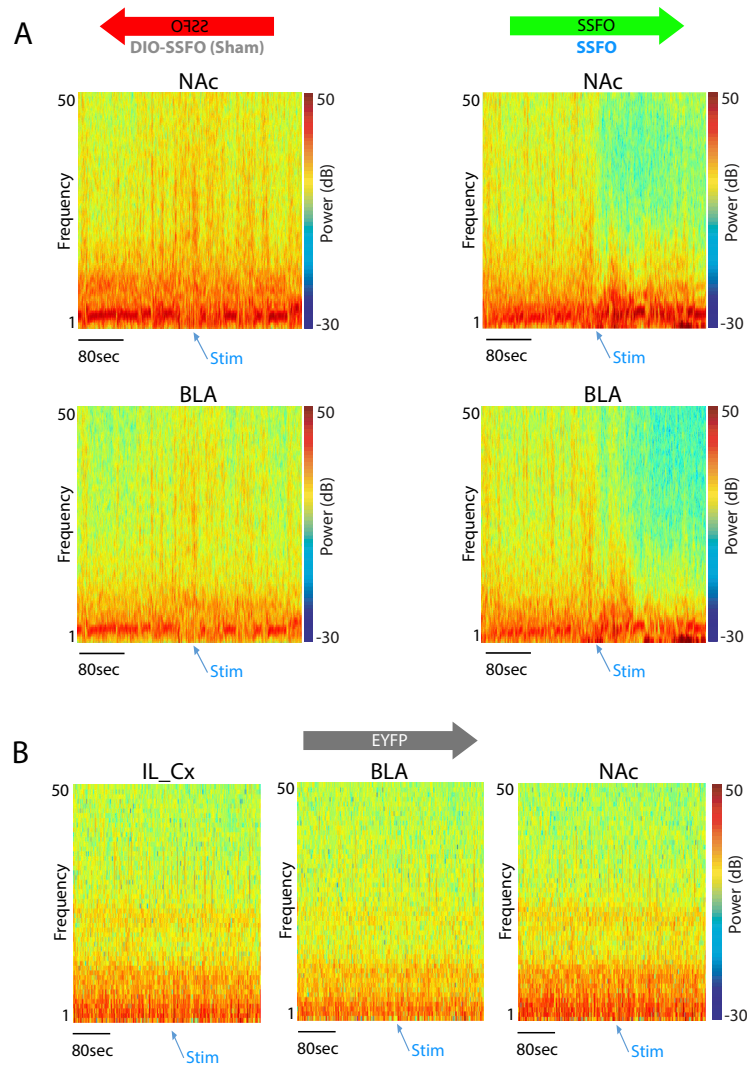 A
SSFO
DIO-SSFO (Sham)
SSFO
SSFO
NAc
NAc
50
Frequency
1
50
Power (dB)
-30
80sec
Stim
50
Frequency
1
50
Power (dB)
-30
80sec
Stim
BLA
BLA
50
Frequency
1
50
Power (dB)
-30
80sec
Stim
50
Frequency
1
50
Power (dB)
-30
80sec
Stim
B
EYFP
IL_Cx
BLA
NAc
50
Frequency
1
80sec
Stim
50
Frequency
1
80sec
Stim
50
Frequency
1
50
Power (dB)
-30
80sec
Stim